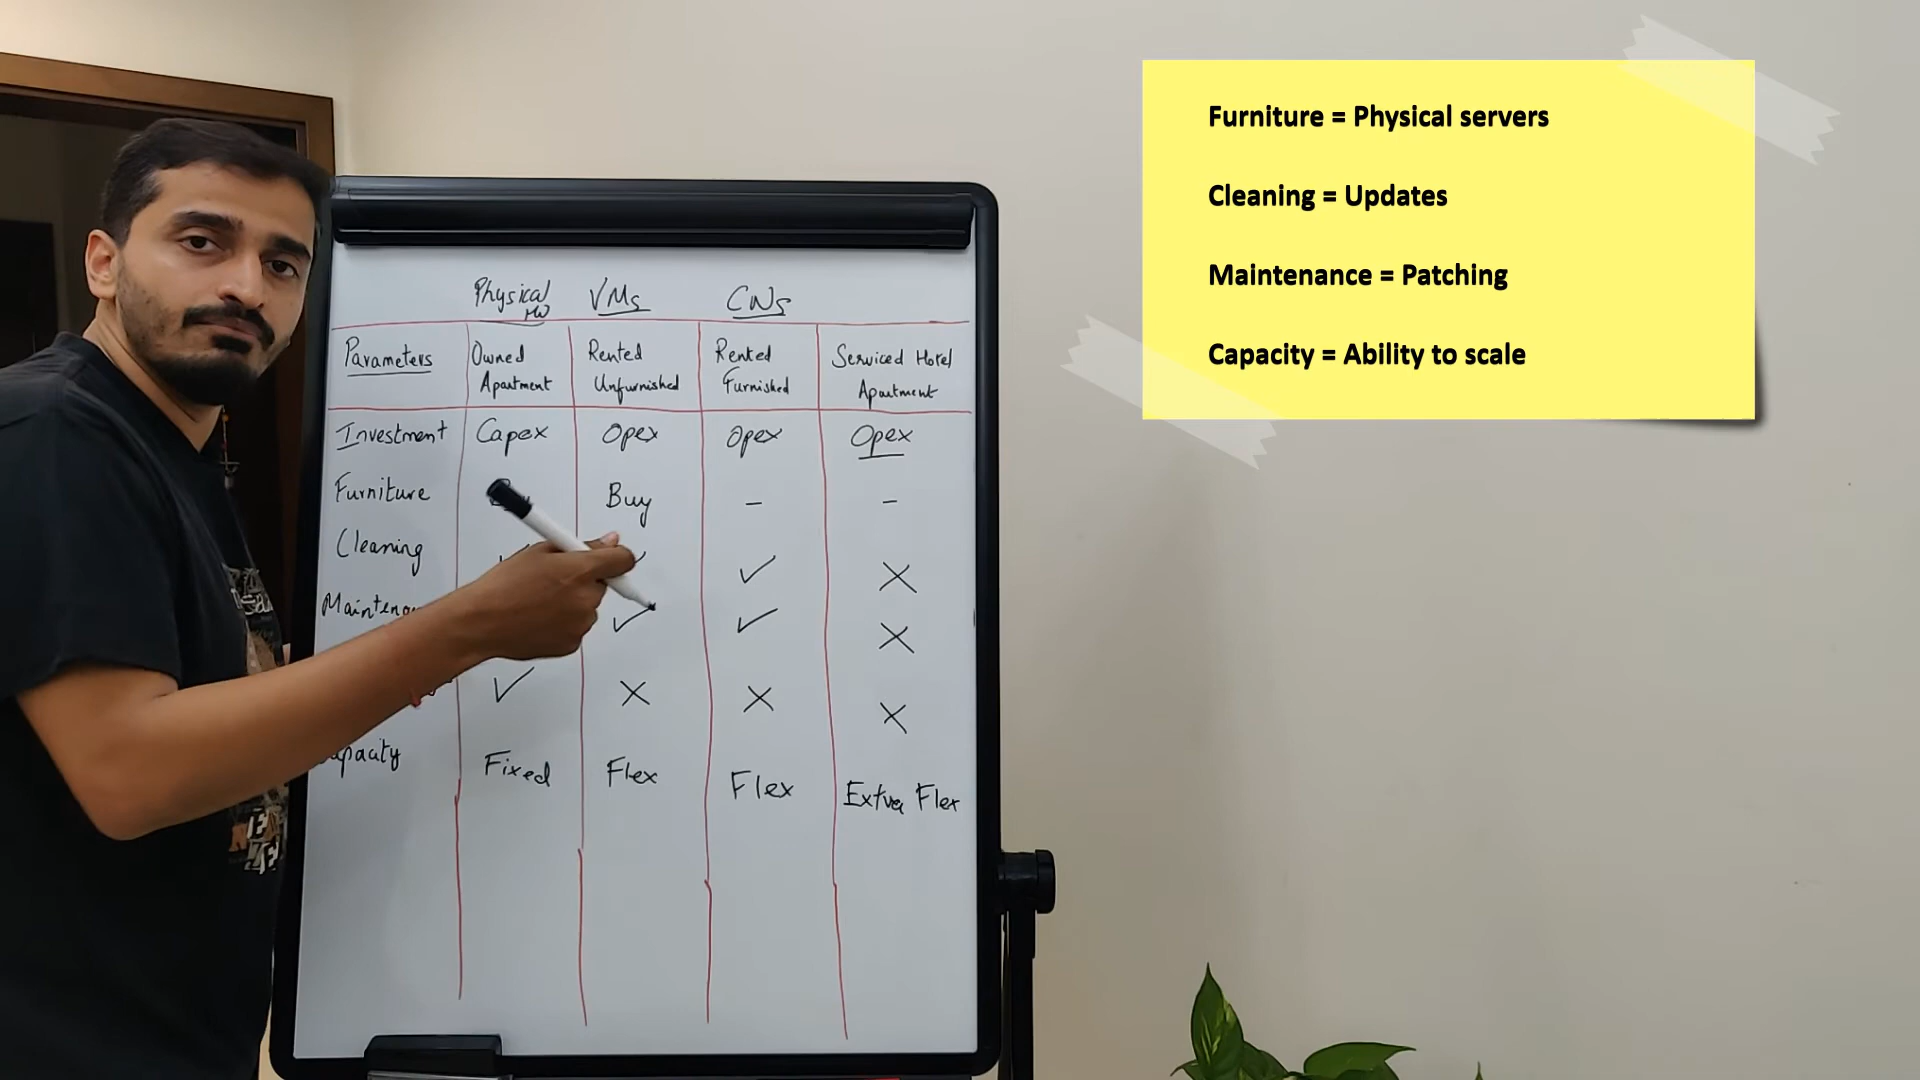 Furniture = Physical servers
Cleaning = Updates
Maintenance = Patching
Capacity = Ability to scale
Physical VMs CNs
HW
Parameters Owned Apartment Rented Unfurnished Rented Furnished Serviced Hotel Apartment
Investment Capex Opex Opex Opex
Furniture Buy - -
Cleaning ✓ ✓ ✓ X
✓ ✓ X
✓ X X X
Fixed Flex Flex Extra Flex